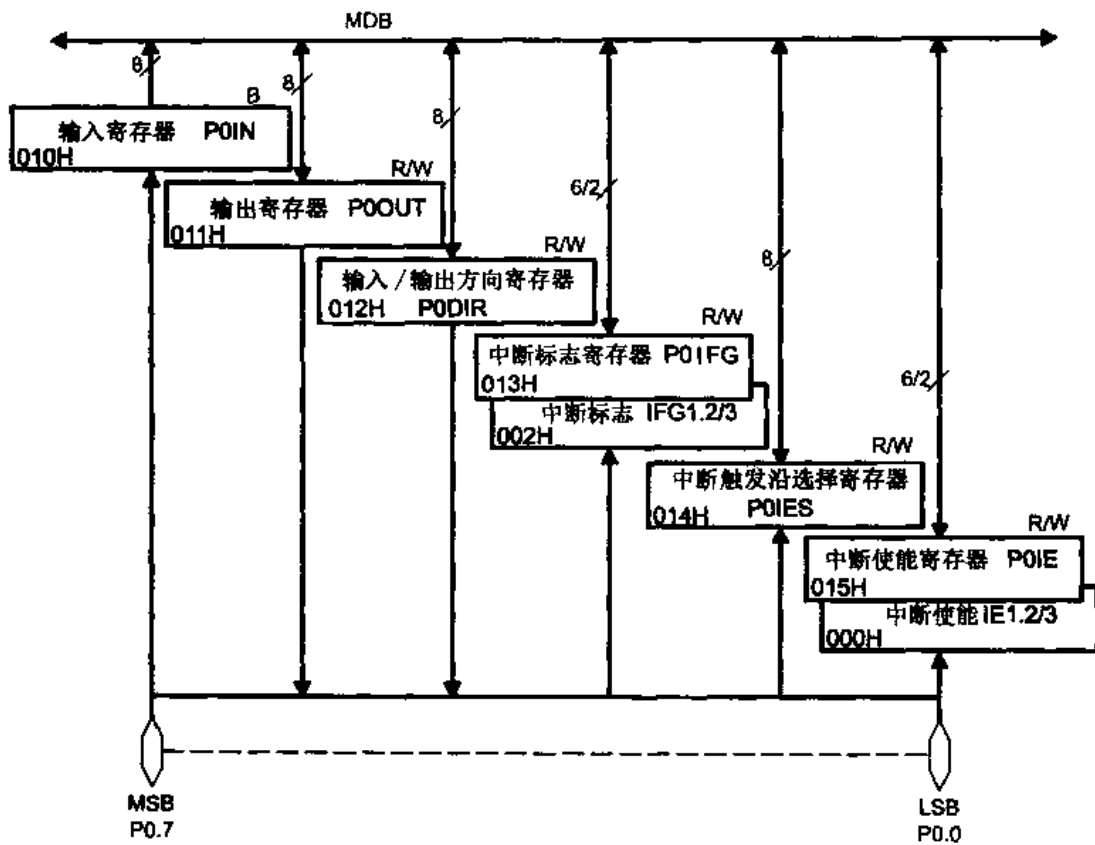 MDB
8
8
8
6/2
8
6/2
B
输入寄存器 P0IN
010H
R/W
输出寄存器 P0OUT
011H
R/W
输入/输出方向寄存器
012H P0DIR
R/W
中断标志寄存器 P0IFG
013H
中断标志 IFG1.2/3
002H
R/W
中断触发沿选择寄存器
014H P0IES
R/W
中断使能寄存器 P0IE
015H
中断使能IE1.2/3
000H
MSB
P0.7
LSB
P0.0